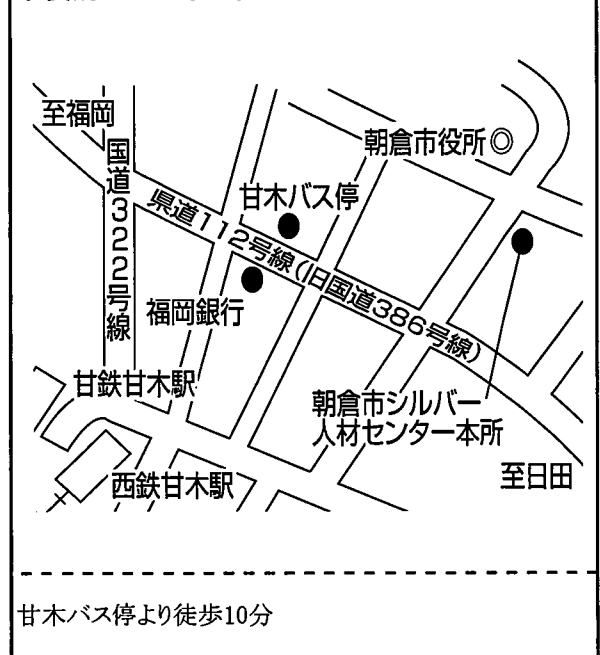 至福岡
国道322号線
朝倉市役所
甘木バス停
県道112号線(旧国道386号線)
福岡銀行
甘鉄甘木駅
朝倉市シルバー
人材センター本所
西鉄甘木駅
至日田
甘木バス停より徒歩10分